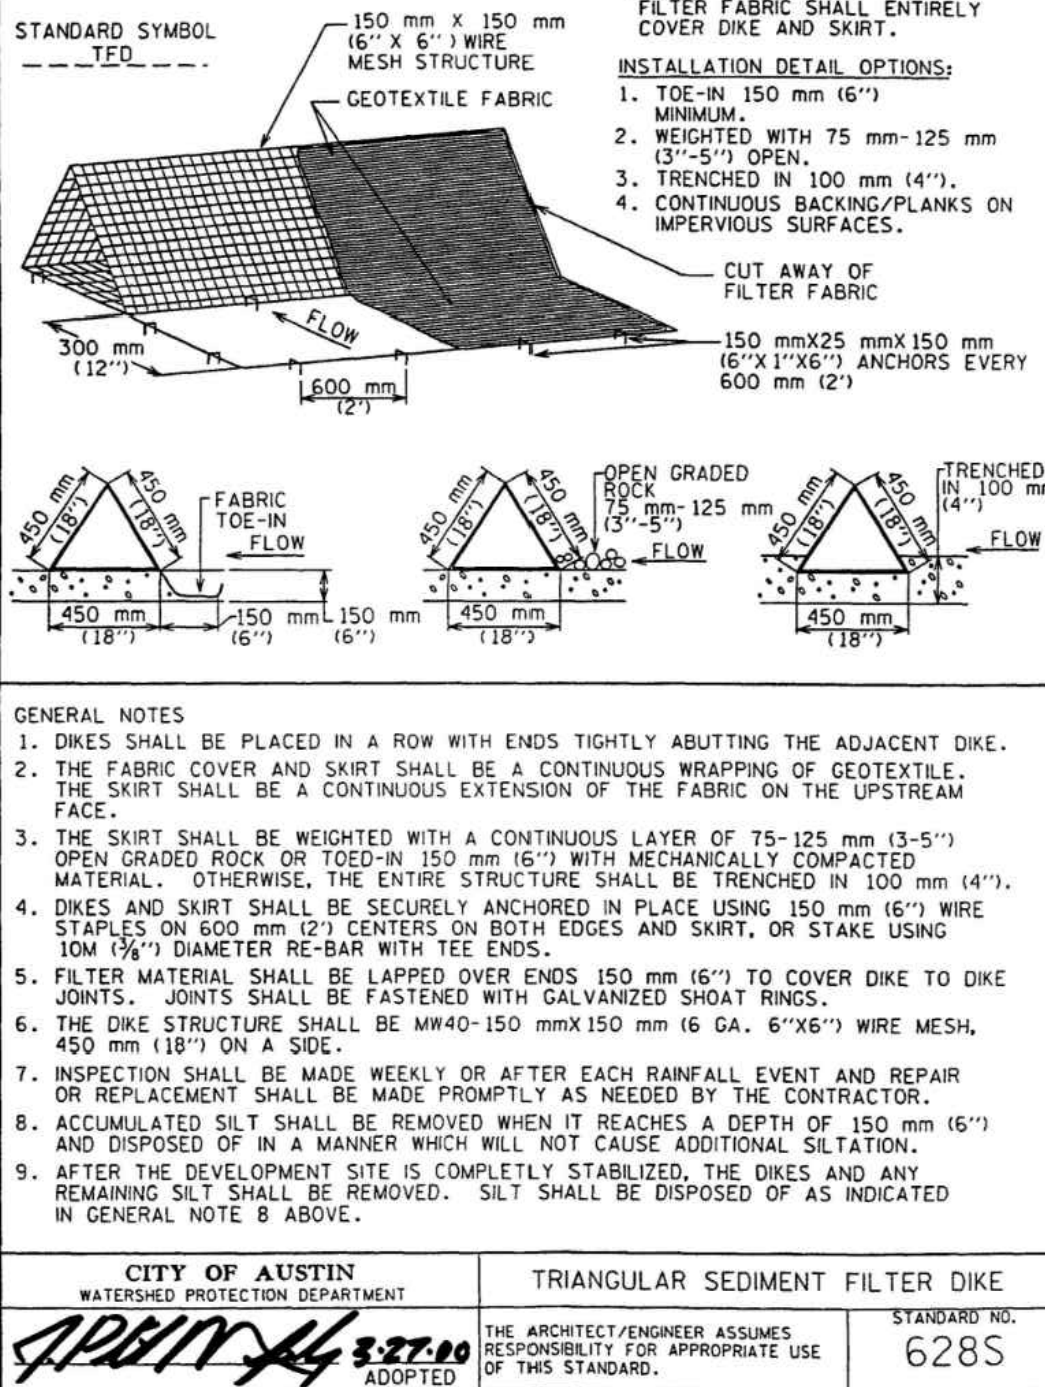 STANDARD SYMBOL
TFD
150 mm X 150 mm
(6'' X 6'' ) WIRE
MESH STRUCTURE
GEOTEXTILE FABRIC
FILTER FABRIC SHALL ENTIRELY
COVER DIKE AND SKIRT.
INSTALLATION DETAIL OPTIONS:
1. TOE-IN 150 mm (6'')
MINIMUM.
2. WEIGHTED WITH 75 mm-125 mm
(3''-5'') OPEN.
3. TRENCHED IN 100 mm (4'').
4. CONTINUOUS BACKING/PLANKS ON
IMPERVIOUS SURFACES.
CUT AWAY OF
FILTER FABRIC
150 mmX25 mmX150 mm
(6''X1''X6'') ANCHORS EVERY
600 mm (2')
FLOW
300 mm
(12'')
600 mm
(2')
450 mm
(18'')
450 mm
(18'')
FABRIC
TOE-IN
FLOW
450 mm
(18'')
150 mm
(6'')
150 mm
(6'')
450 mm
(18'')
450 mm
(18'')
OPEN GRADED
ROCK
75 mm-125 mm
(3''-5'')
FLOW
450 mm
(18'')
450 mm
(18'')
450 mm
(18'')
TRENCHED
IN 100 m
(4'')
FLOW
450 mm
(18'')
GENERAL NOTES
1. DIKES SHALL BE PLACED IN A ROW WITH ENDS TIGHTLY ABUTTING THE ADJACENT DIKE.
2. THE FABRIC COVER AND SKIRT SHALL BE A CONTINUOUS WRAPPING OF GEOTEXTILE.
THE SKIRT SHALL BE A CONTINUOUS EXTENSION OF THE FABRIC ON THE UPSTREAM
FACE.
3. THE SKIRT SHALL BE WEIGHTED WITH A CONTINUOUS LAYER OF 75-125 mm (3-5'')
OPEN GRADED ROCK OR TOED-IN 150 mm (6'') WITH MECHANICALLY COMPACTED
MATERIAL. OTHERWISE, THE ENTIRE STRUCTURE SHALL BE TRENCHED IN 100 mm (4'').
4. DIKES AND SKIRT SHALL BE SECURELY ANCHORED IN PLACE USING 150 mm (6'') WIRE
STAPLES ON 600 mm (2') CENTERS ON BOTH EDGES AND SKIRT, OR STAKE USING
10M (3/8'') DIAMETER RE-BAR WITH TEE ENDS.
5. FILTER MATERIAL SHALL BE LAPPED OVER ENDS 150 mm (6'') TO COVER DIKE TO DIKE
JOINTS. JOINTS SHALL BE FASTENED WITH GALVANIZED SHOAT RINGS.
6. THE DIKE STRUCTURE SHALL BE MW40-150 mmX150 mm (6 GA. 6''X6'') WIRE MESH,
450 mm (18'') ON A SIDE.
7. INSPECTION SHALL BE MADE WEEKLY OR AFTER EACH RAINFALL EVENT AND REPAIR
OR REPLACEMENT SHALL BE MADE PROMPTLY AS NEEDED BY THE CONTRACTOR.
8. ACCUMULATED SILT SHALL BE REMOVED WHEN IT REACHES A DEPTH OF 150 mm (6'')
AND DISPOSED OF IN A MANNER WHICH WILL NOT CAUSE ADDITIONAL SILTATION.
9. AFTER THE DEVELOPMENT SITE IS COMPLETLY STABILIZED, THE DIKES AND ANY
REMAINING SILT SHALL BE REMOVED. SILT SHALL BE DISPOSED OF AS INDICATED
IN GENERAL NOTE 8 ABOVE.
CITY OF AUSTIN
WATERSHED PROTECTION DEPARTMENT
3-27-00
ADOPTED
TRIANGULAR SEDIMENT FILTER DIKE
THE ARCHITECT/ENGINEER ASSUMES
RESPONSIBILITY FOR APPROPRIATE USE
OF THIS STANDARD.
STANDARD NO.
628S